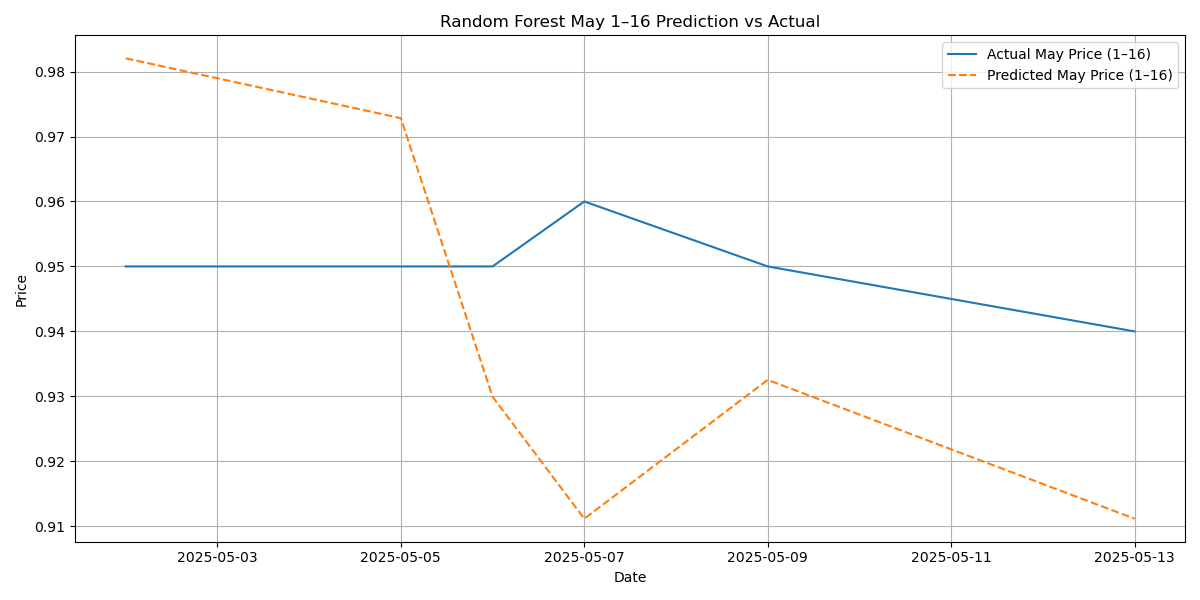 Random Forest May 1–16 Prediction vs Actual
Actual May Price (1–16)
Predicted May Price (1–16)
Price
0.98
0.97
0.96
0.95
0.94
0.93
0.92
0.91
2025-05-03
2025-05-05
2025-05-07
2025-05-09
2025-05-11
2025-05-13
Date